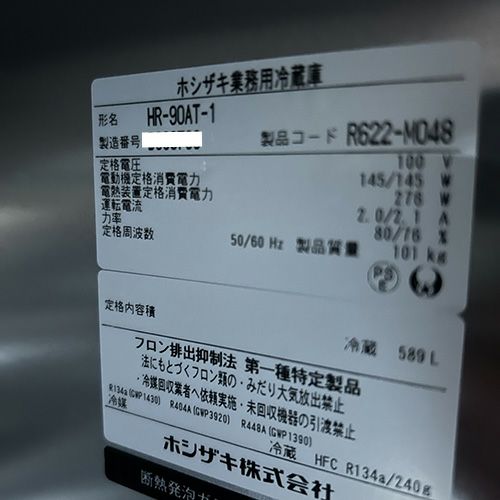 ホシザキ業務用冷蔵庫
形名 HR-90AT-1
製造番号 製品コード R622-M048
定格電圧 100 V
電動機定格消費電力 145/145 W
電熱装置定格消費電力 278 W
運転電流 2.0/2.1 A
力率 80/76 %
定格周波数 50/60 Hz 製品質量 101 kg
PS E
定格内容積 冷蔵 589 L
フロン排出抑制法 第一種特定製品
法にもとづくフロン類の・みだり大気放出禁止
・冷媒回収業者へ依頼実施・未回収機器の引渡禁止
R134a(GWP1430) R404A(GWP3920) R448A(GWP1390)
冷媒 冷蔵 HFC R134a/240g
ホシザキ株式会社
断熱発泡ガ